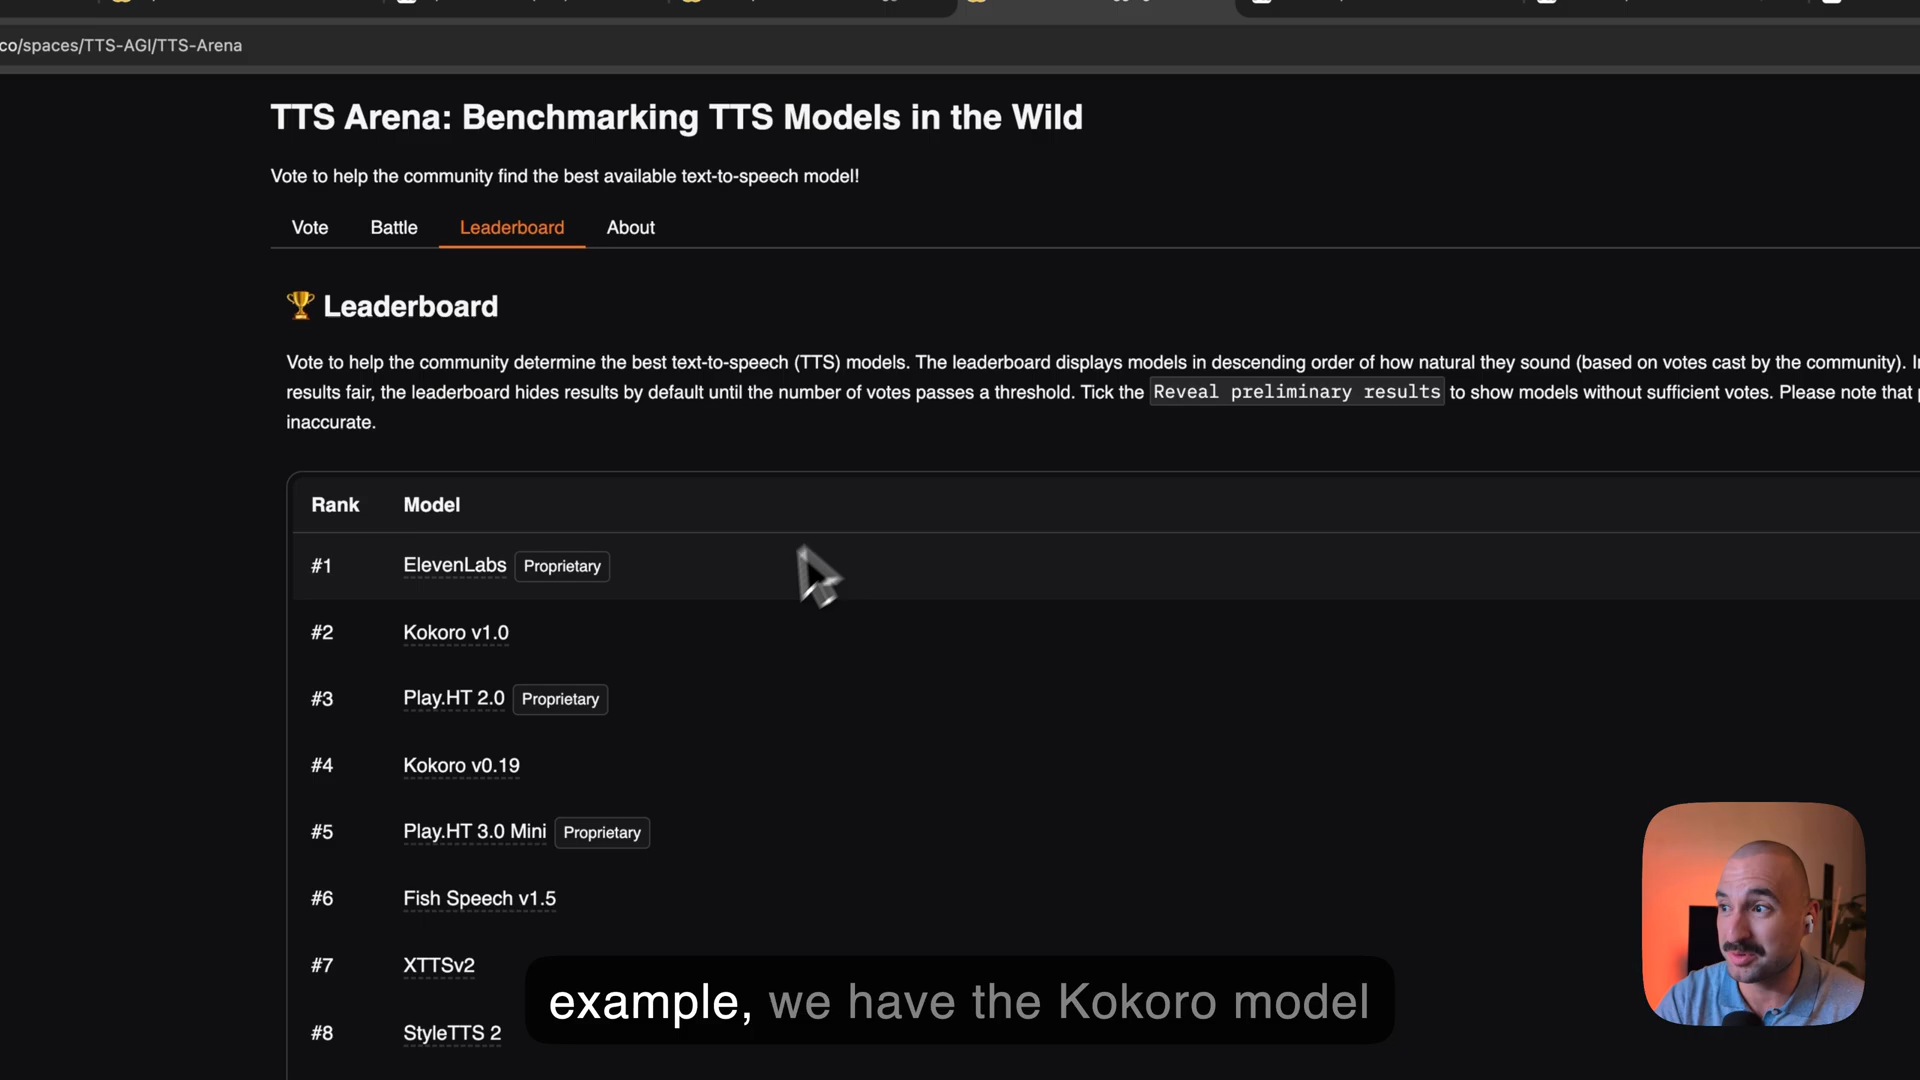 co/spaces/TTS-AGI/TTS-Arena
TTS Arena: Benchmarking TTS Models in the Wild
Vote to help the community find the best available text-to-speech model!
Vote Battle Leaderboard About
🏆 Leaderboard
Vote to help the community determine the best text-to-speech (TTS) models. The leaderboard displays models in descending order of how natural they sound (based on votes cast by the community). In
results fair, the leaderboard hides results by default until the number of votes passes a threshold. Tick the Reveal preliminary results to show models without sufficient votes. Please note that p
inaccurate.
Rank Model
#1 ElevenLabs Proprietary
#2 Kokoro v1.0
#3 Play.HT 2.0 Proprietary
#4 Kokoro v0.19
#5 Play.HT 3.0 Mini Proprietary
#6 Fish Speech v1.5
#7 XTTSv2
example, we have the Kokoro model
#8 StyleTTS 2